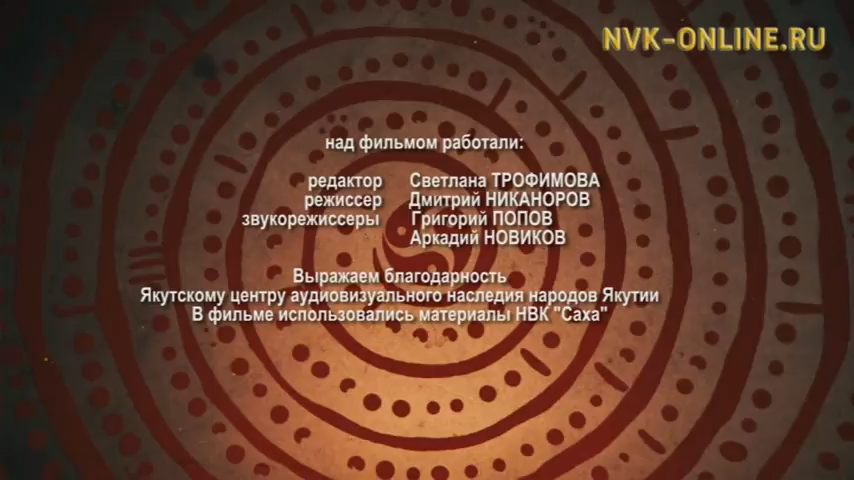 NVK-ONLINE.RU
над фильмом работали:
редактор Светлана ТРОФИМОВА
режиссер Дмитрий НИКАНОРОВ
звукорежиссеры Григорий ПОПОВ
Аркадий НОВИКОВ
Выражаем благодарность
Якутскому центру аудиовизуального наследия народов Якутии
В фильме использовались материалы НВК "Саха"